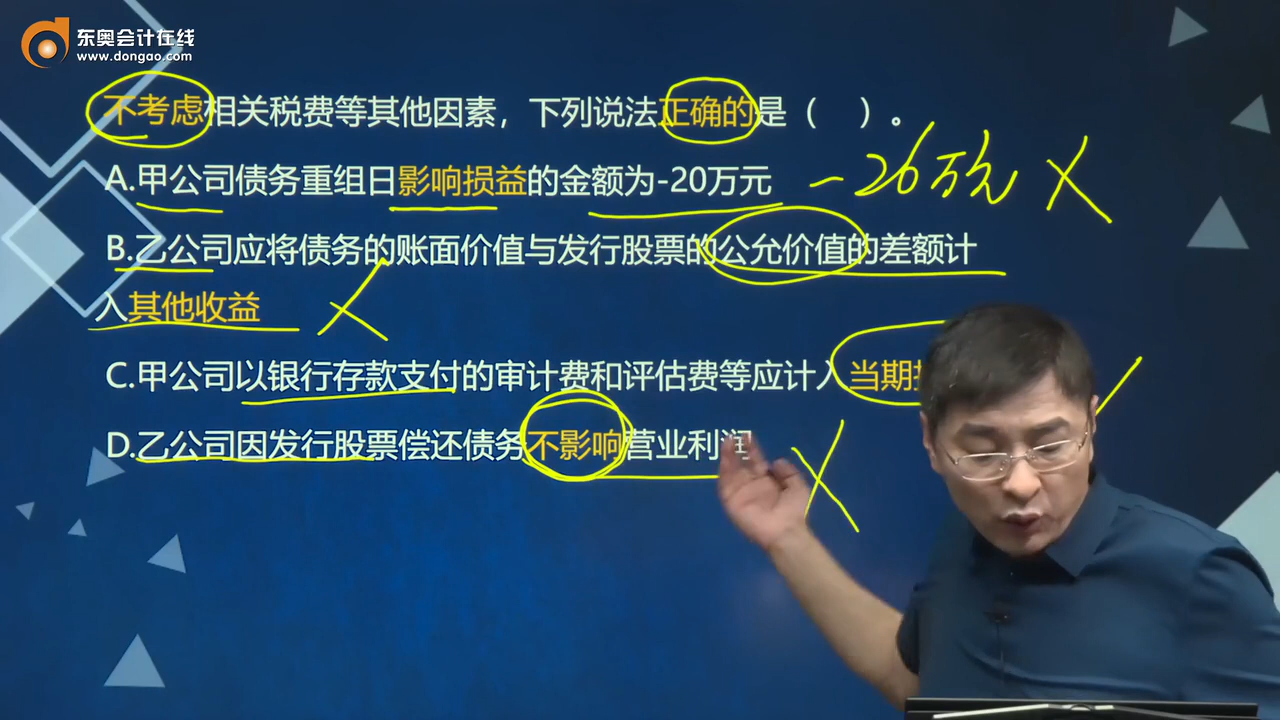 东奥会计在线
www.dongao.com
不考虑相关税费等其他因素，下列说法正确的是（ ）。
A.甲公司债务重组日影响损益的金额为-20万元
-26万元
B.乙公司应将债务的账面价值与发行股票的公允价值的差额计
入其他收益
C.甲公司以银行存款支付的审计费和评估费等应计入当期
D.乙公司因发行股票偿还债务不影响营业利润